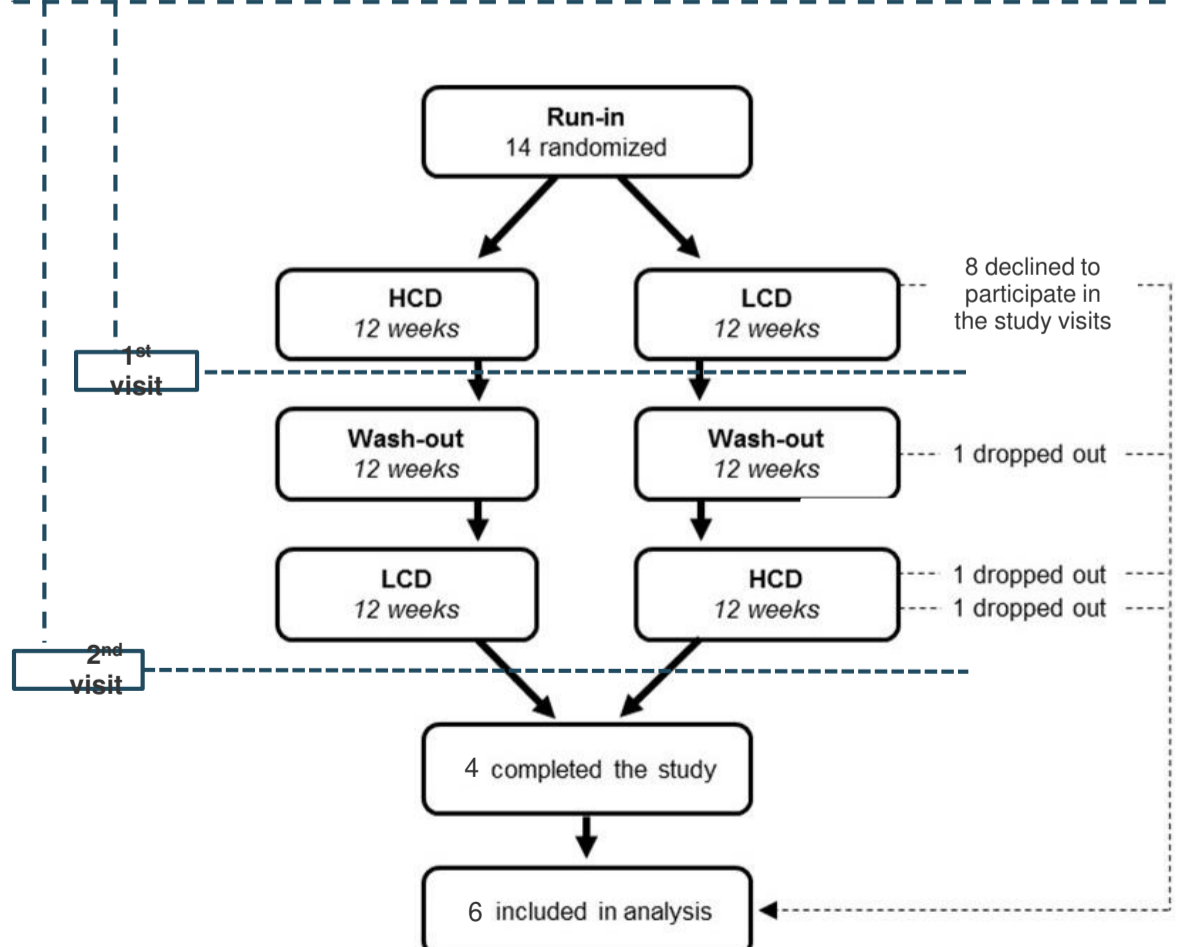 Run-in
14 randomized
HCD
12 weeks
LCD
12 weeks
8 declined to
participate in
the study visits
1st
visit
Wash-out
12 weeks
Wash-out
12 weeks
1 dropped out
LCD
12 weeks
HCD
12 weeks
1 dropped out
1 dropped out
2nd
visit
4 completed the study
6 included in analysis